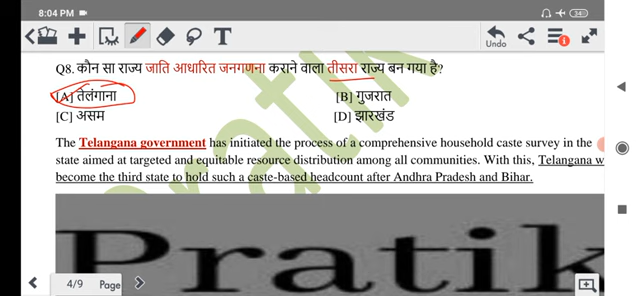 8:04 PM
34
T
Undo
Q8. कौन सा राज्य जाति आधारित जनगणना कराने वाला तीसरा राज्य बन गया है?
[A] तेलंगाना [B] गुजरात
[C] असम [D] झारखंड
The Telangana government has initiated the process of a comprehensive household caste survey in the
state aimed at targeted and equitable resource distribution among all communities. With this, Telangana w
become the third state to hold such a caste-based headcount after Andhra Pradesh and Bihar.
Pratik
4/9 Page